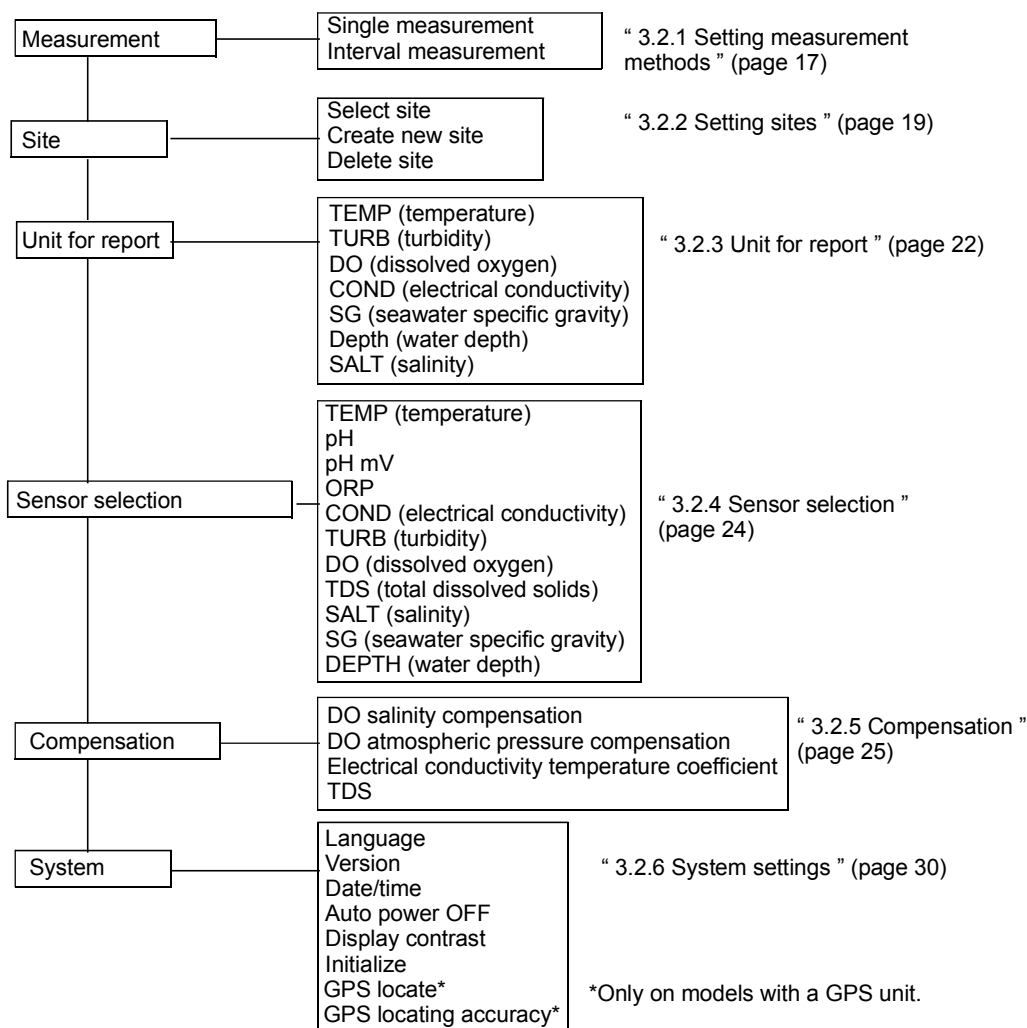 Measurement
Single measurement
Interval measurement
“ 3.2.1 Setting measurement
methods ” (page 17)
Site
Select site
Create new site
Delete site
“ 3.2.2 Setting sites ” (page 19)
Unit for report
TEMP (temperature)
TURB (turbidity)
DO (dissolved oxygen)
COND (electrical conductivity)
SG (seawater specific gravity)
Depth (water depth)
SALT (salinity)
“ 3.2.3 Unit for report ” (page 22)
Sensor selection
TEMP (temperature)
pH
pH mV
ORP
COND (electrical conductivity)
TURB (turbidity)
DO (dissolved oxygen)
TDS (total dissolved solids)
SALT (salinity)
SG (seawater specific gravity)
DEPTH (water depth)
“ 3.2.4 Sensor selection ”
(page 24)
Compensation
DO salinity compensation
DO atmospheric pressure compensation
Electrical conductivity temperature coefficient
TDS
“ 3.2.5 Compensation ”
(page 25)
System
Language
Version
Date/time
Auto power OFF
Display contrast
Initialize
GPS locate*
GPS locating accuracy*
“ 3.2.6 System settings ” (page 30)
*Only on models with a GPS unit.